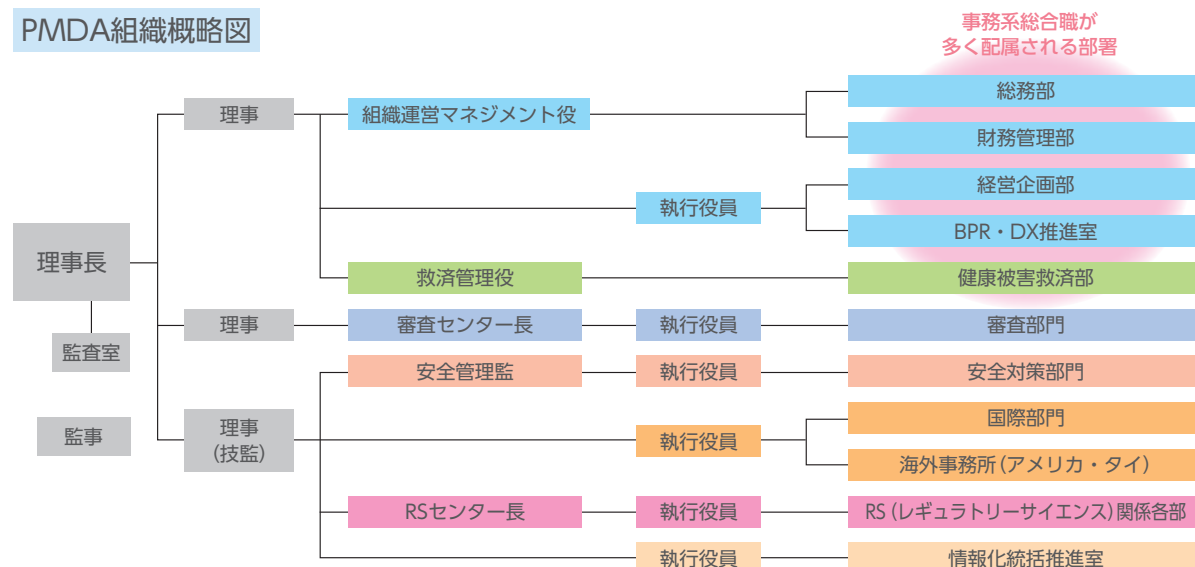 PMDA組織概略図
事務系総合職が
多く配属される部署
理事長
監査室
監事
理事
組織運営マネジメント役
総務部
財務管理部
執行役員
経営企画部
BPR・DX推進室
救済管理役
健康被害救済部
理事
審査センター長
執行役員
審査部門
理事
(技監)
安全管理監
執行役員
安全対策部門
執行役員
国際部門
海外事務所(アメリカ・タイ)
RSセンター長
執行役員
RS(レギュラトリーサイエンス)関係各部
執行役員
情報化統括推進室